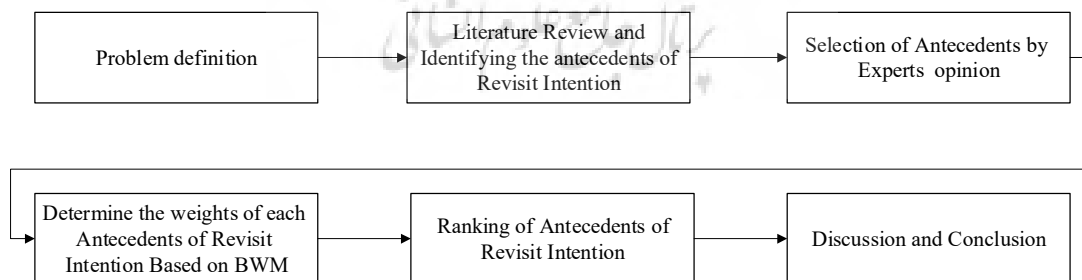 Problem definition
Literature Review and
Identifying the antecedents of
Revisit Intention
Selection of Antecedents by
Experts opinion
Determine the weights of each
Antecedents of Revisit
Intention Based on BWM
Ranking of Antecedents of
Revisit Intention
Discussion and Conclusion